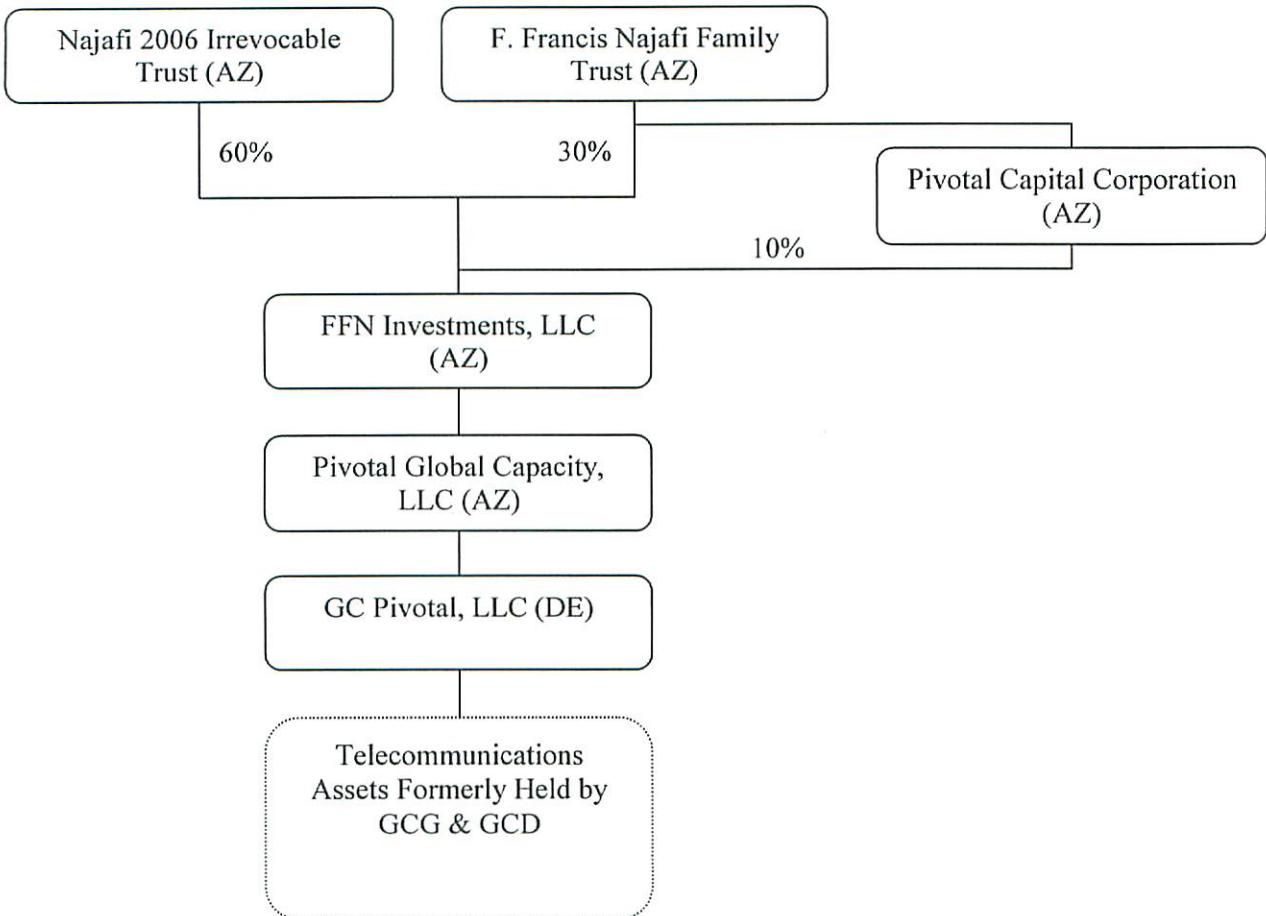 Najafi 2006 Irrevocable
Trust (AZ)
F. Francis Najafi Family
Trust (AZ)
60%
30%
Pivotal Capital Corporation
(AZ)
10%
FFN Investments, LLC
(AZ)
Pivotal Global Capacity,
LLC (AZ)
GC Pivotal, LLC (DE)
Telecommunications
Assets Formerly Held by
GCG & GCD